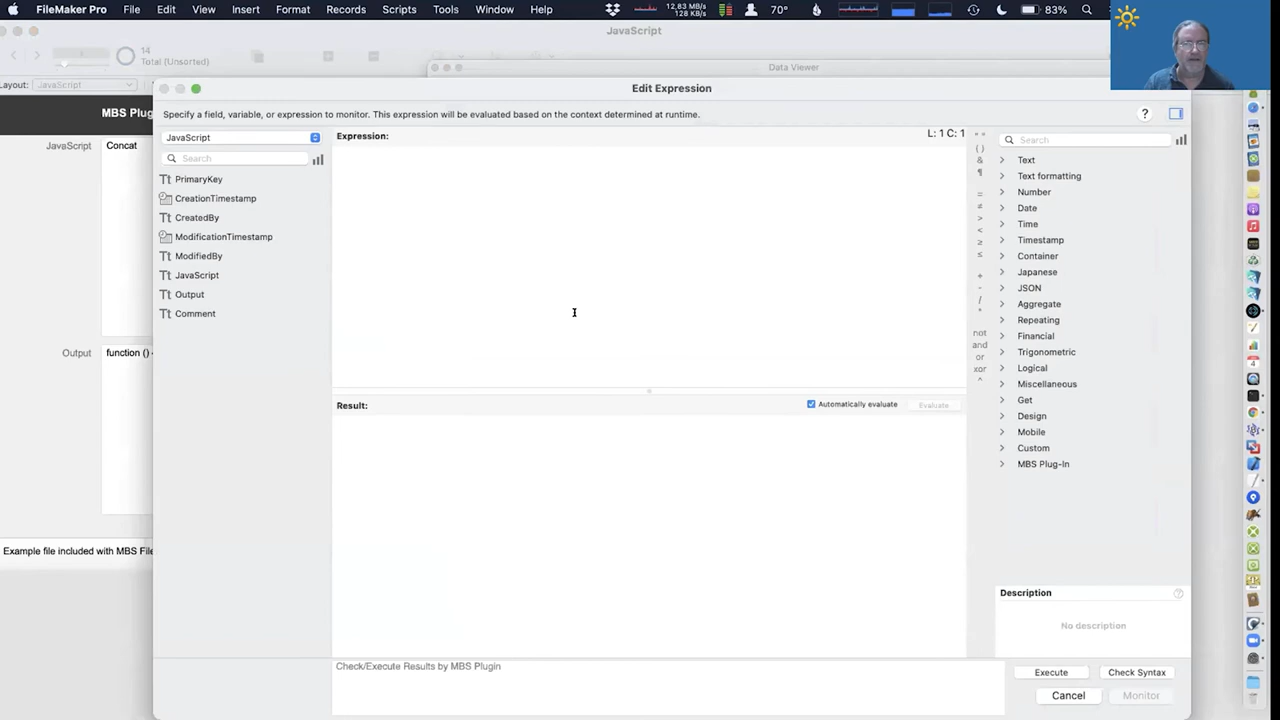 FileMaker Pro File Edit View Insert Format Records Scripts Tools Window Help 12,83 MB/s 128 KB/s 70° 83%
JavaScript
14
Total (Unsorted)
Data Viewer
Layout: JavaScript
Edit Expression
MBS Plug
Specify a field, variable, or expression to monitor. This expression will be evaluated based on the context determined at runtime. ?
JavaScript
Expression:
L: 1 C: 1
Search
Search
JavaScript Concat
PrimaryKey
CreationTimestamp
CreatedBy
ModificationTimestamp
ModifiedBy
JavaScript
Output
Comment
" "
( )
&
¶
=
≠
>
<
≥
≤
+
-
/
*
not
and
or
xor
^
Text
Text formatting
Number
Date
Time
Timestamp
Container
Japanese
JSON
Aggregate
Repeating
Financial
Trigonometric
Logical
Miscellaneous
Get
Design
Mobile
Custom
MBS Plug-In
Output function ()
Result:
Automatically evaluate Evaluate
Example file included with MBS File
Description
No description
Check/Execute Results by MBS Plugin
Execute Check Syntax
Cancel Monitor